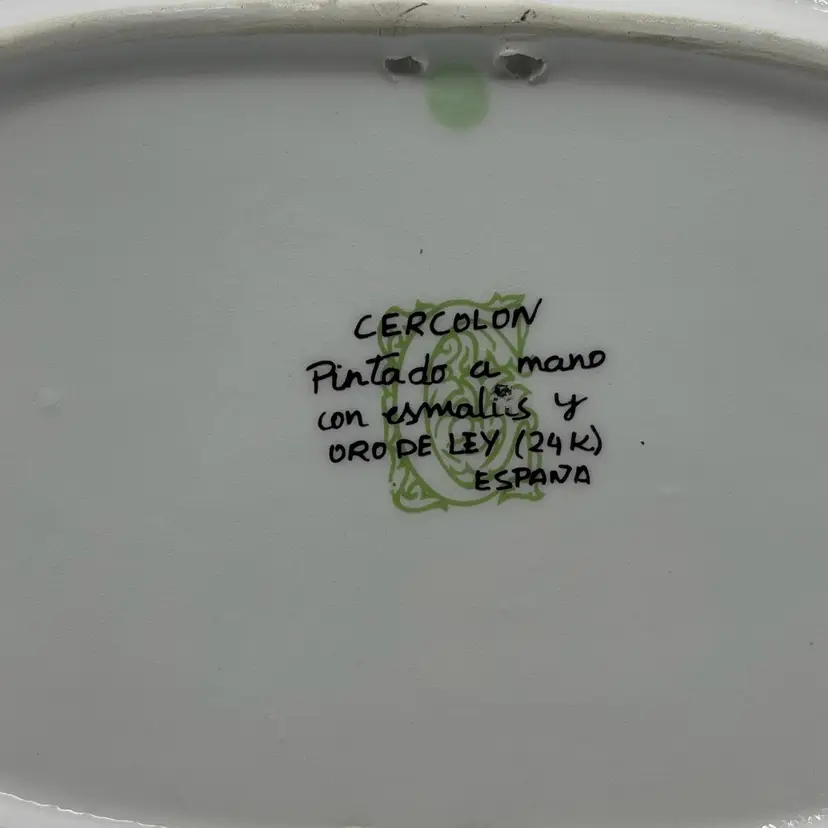 CERCOLON
Pintado a mano
con esmaltes y
ORO DE LEY (24K)
ESPAÑA